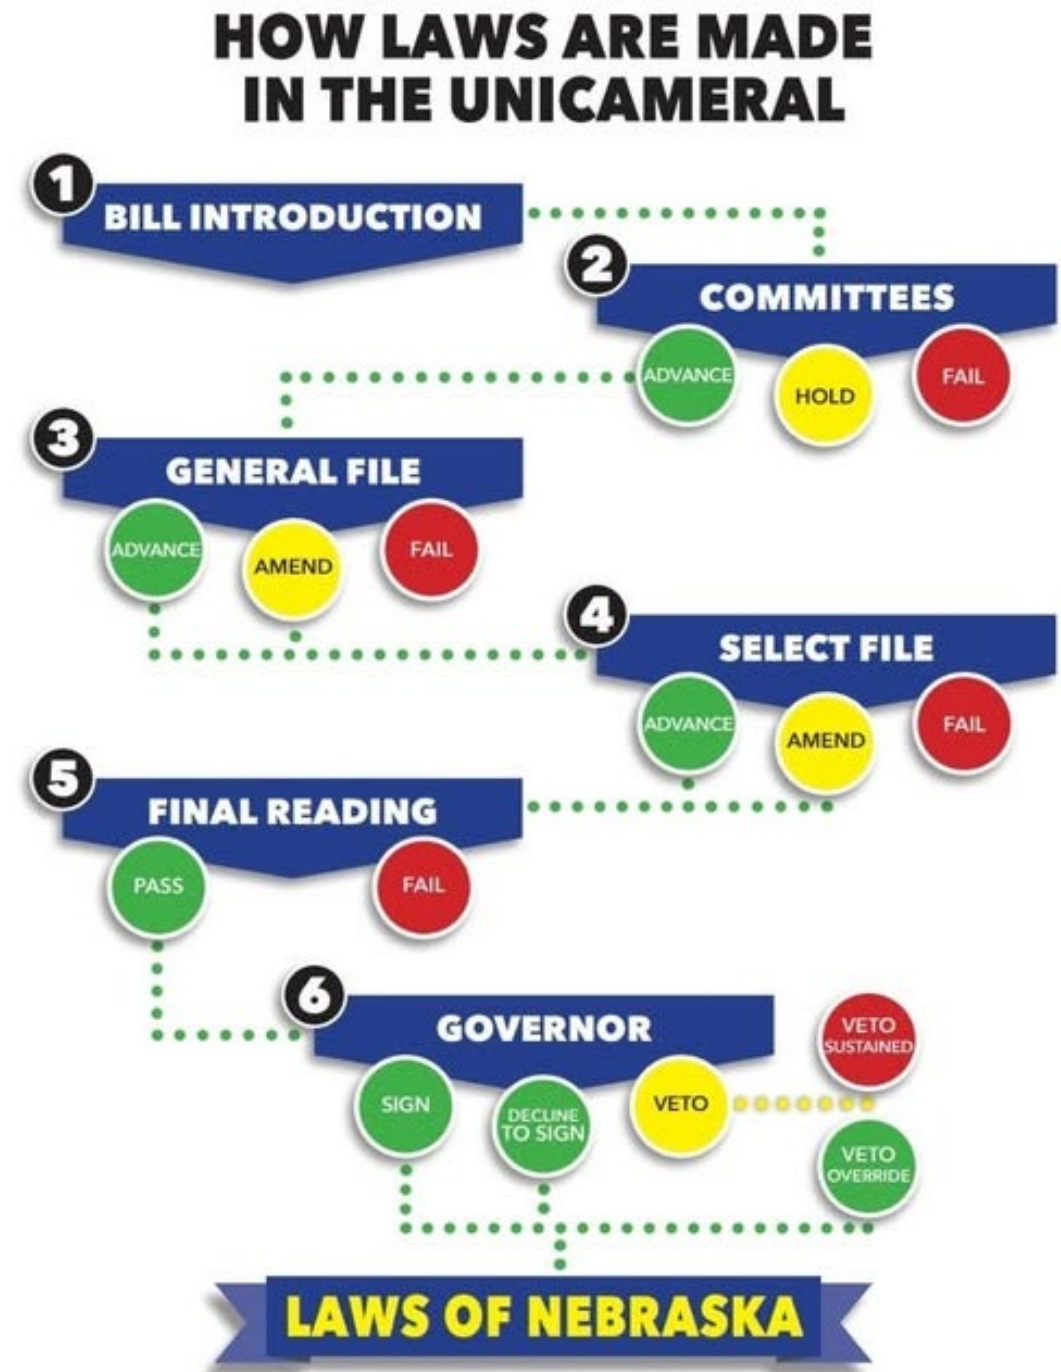 HOW LAWS ARE MADE
IN THE UNICAMERAL
1
BILL INTRODUCTION
2
COMMITTEES
ADVANCE
HOLD
FAIL
3
GENERAL FILE
ADVANCE
AMEND
FAIL
4
SELECT FILE
ADVANCE
AMEND
FAIL
5
FINAL READING
PASS
FAIL
6
GOVERNOR
SIGN
DECLINE
TO SIGN
VETO
VETO
SUSTAINED
VETO
OVERRIDE
LAWS OF NEBRASKA